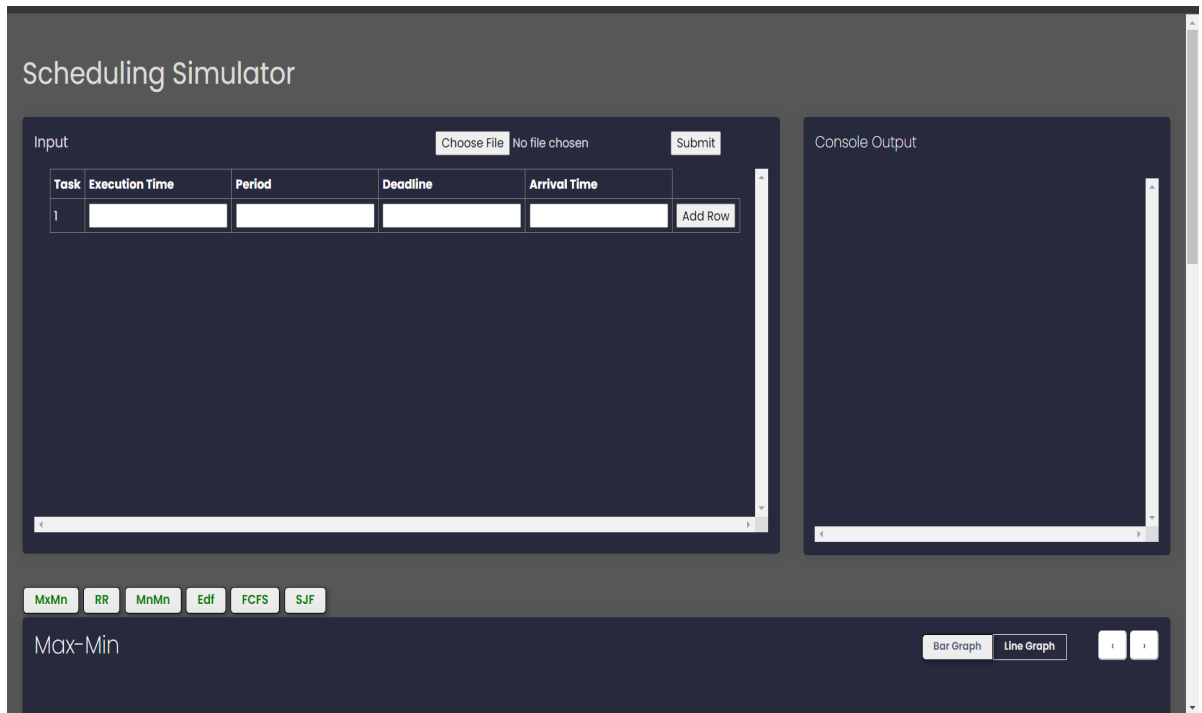 Scheduling Simulator
Input
Choose File No file chosen
Submit
Console Output
Task Execution Time Period Deadline Arrival Time
1
Add Row
MxMn RR MnMn Edf FCFS SJF
Max-Min
Bar Graph Line Graph ‹ ›